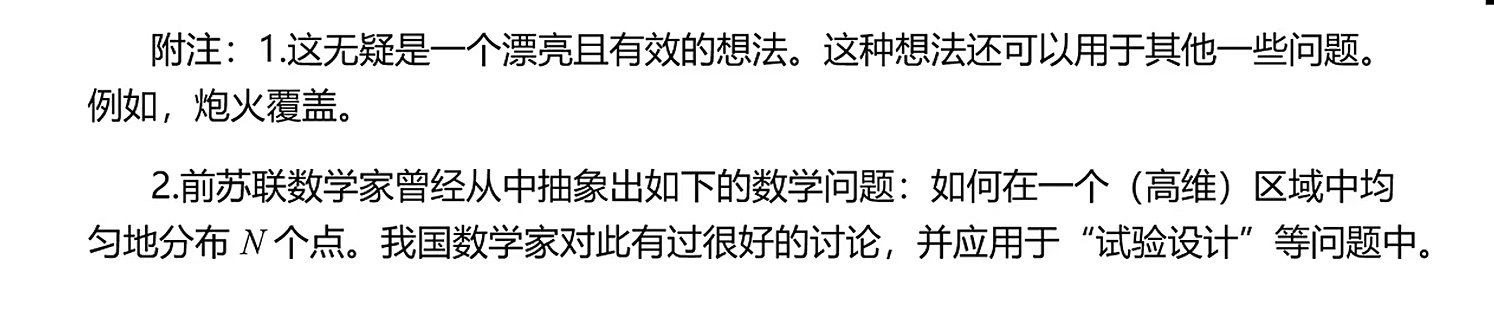 附注：1.这无疑是一个漂亮且有效的想法。这种想法还可以用于其他一些问题。
例如，炮火覆盖。
2.前苏联数学家曾经从中抽象出如下的数学问题：如何在一个（高维）区域中均
匀地分布 N 个点。我国数学家对此有过很好的讨论，并应用于“试验设计”等问题中。